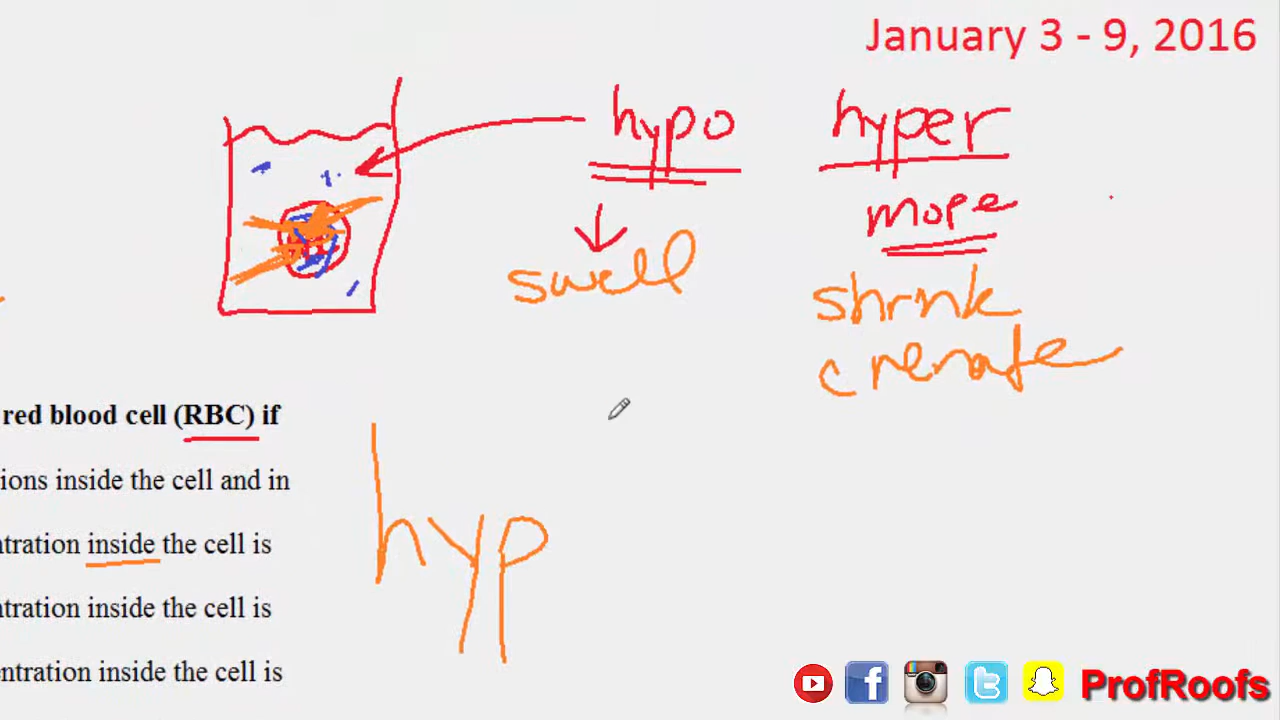 January 3 - 9, 2016
hypo hyper
more
swell
shrnk
crenate
red blood cell (RBC) if
ions inside the cell and in
ntration inside the cell is
hyp
ntration inside the cell is
entration inside the cell is
ProfRoofs